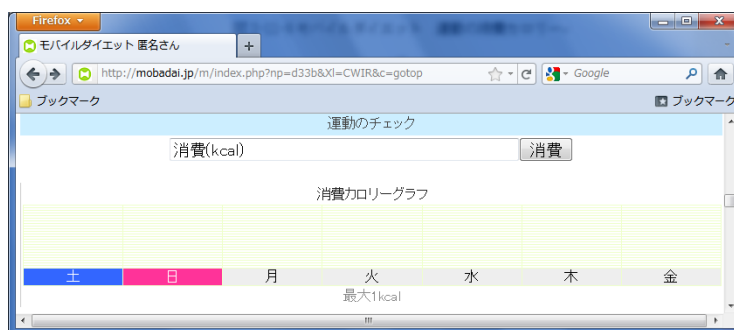 Firefox
モバイルダイエット 匿名さん
http://mobadai.jp/m/index.php?np=d33b&Xl=CWIR&c=gotop
Google
ブックマーク
ブックマーク
運動のチェック
消費(kcal) 消費
消費カロリーグラフ
土 日 月 火 水 木 金
最大1kcal